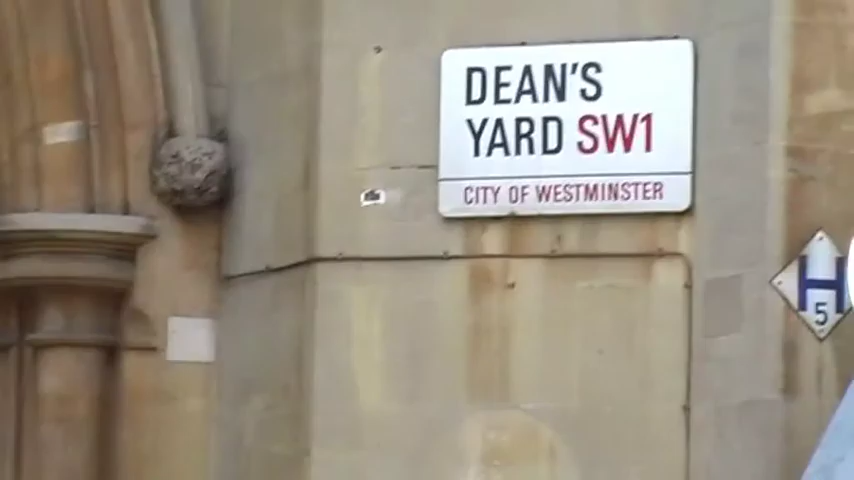 DEAN'S
YARD SW1
CITY OF WESTMINSTER
H
5